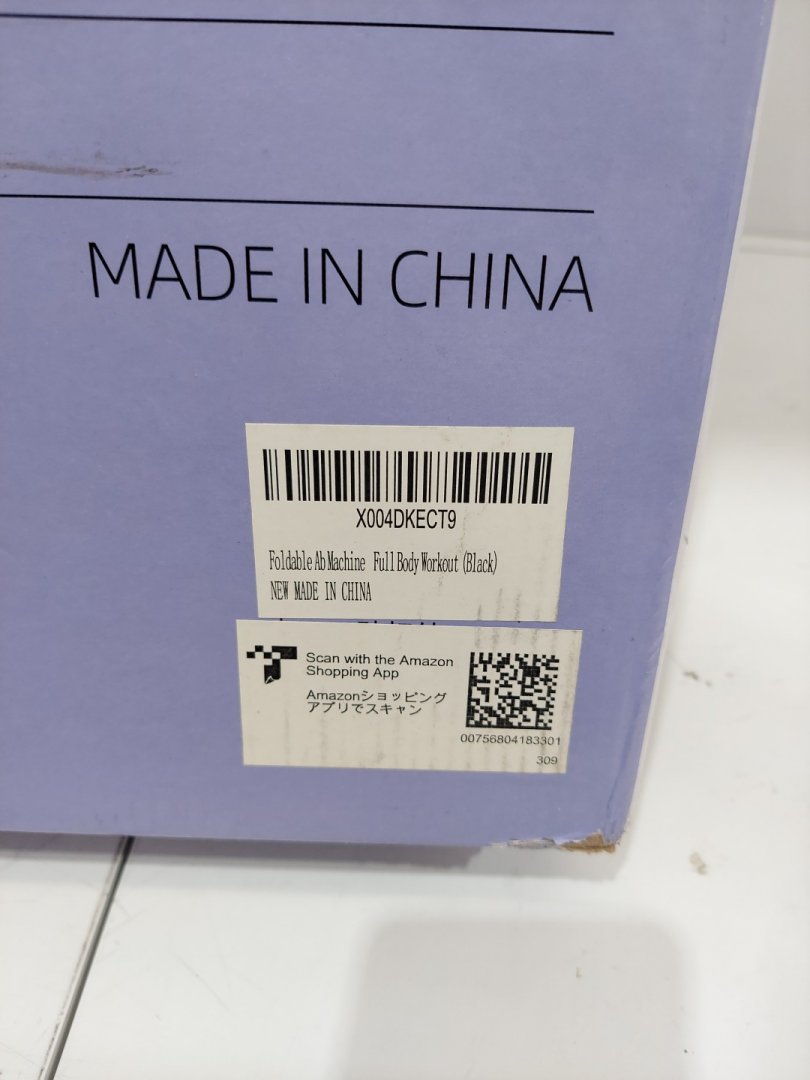 MADE IN CHINA
X004DKECT9
Foldable Ab Machine Full Body Workout (Black)
NEW MADE IN CHINA
Scan with the Amazon
Shopping App
Amazonショッピング
アプリでスキャン
00756804183301
309